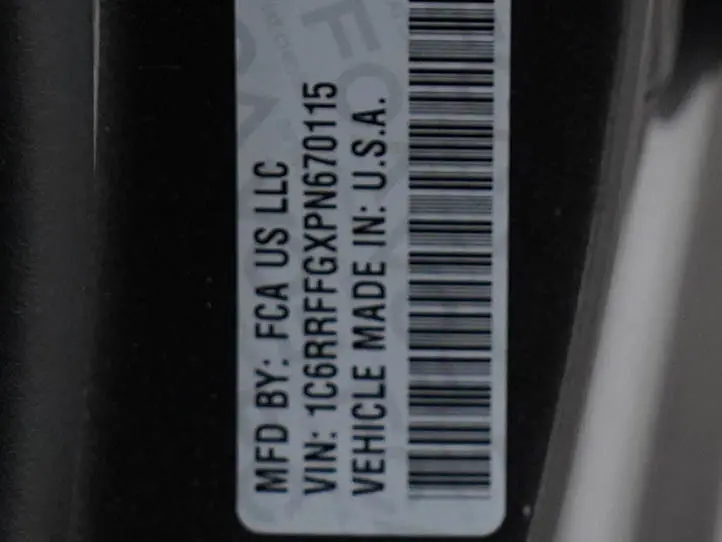 MFD BY: FCA US LLC
VIN: 1C6RRFFGXPN670115
VEHICLE MADE IN: U.S.A.